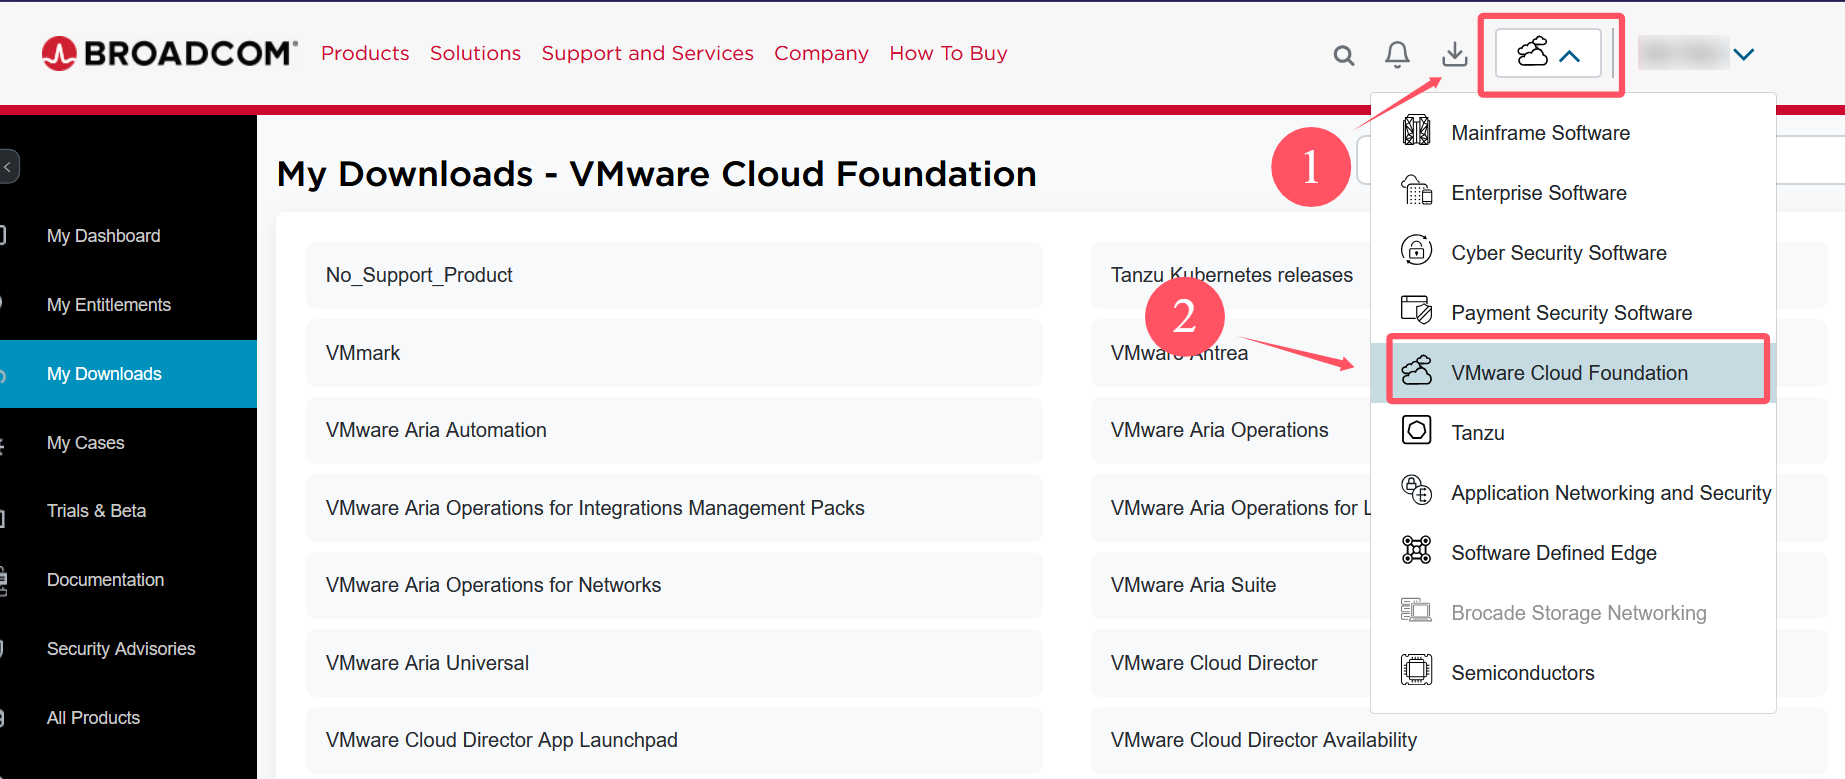 BROADCOM®
Products Solutions Support and Services Company How To Buy
My Downloads - VMware Cloud Foundation
My Dashboard
My Entitlements
My Downloads
My Cases
Trials & Beta
Documentation
Security Advisories
All Products
No_Support_Product
Tanzu Kubernetes releases
VMmark
VMware Antrea
VMware Aria Automation
VMware Aria Operations
VMware Aria Operations for Integrations Management Packs
VMware Aria Operations for L
VMware Aria Operations for Networks
VMware Aria Suite
VMware Aria Universal
VMware Cloud Director
VMware Cloud Director App Launchpad
VMware Cloud Director Availability
1
2
Mainframe Software
Enterprise Software
Cyber Security Software
Payment Security Software
VMware Cloud Foundation
Tanzu
Application Networking and Security
Software Defined Edge
Brocade Storage Networking
Semiconductors